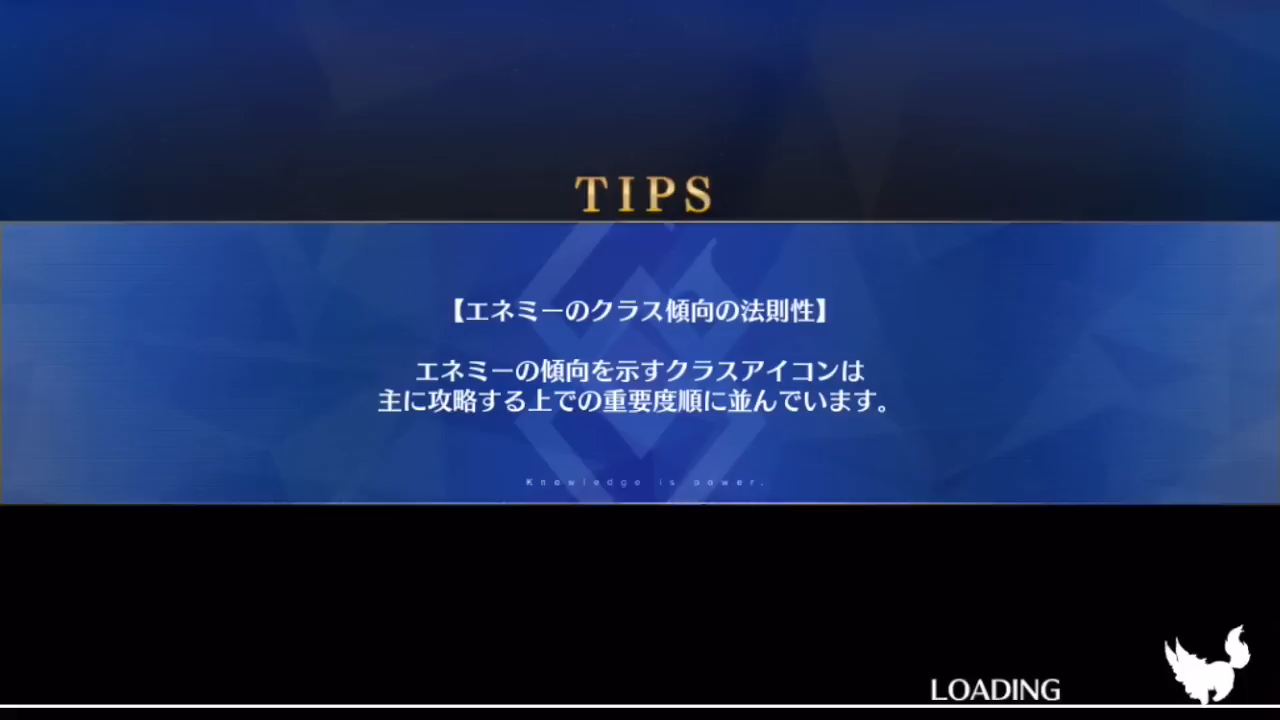 TIPS
【エネミーのクラス傾向の法則性】
エネミーの傾向を示すクラスアイコンは
主に攻略する上での重要度順に並んでいます。
Knowledge is power.
LOADING